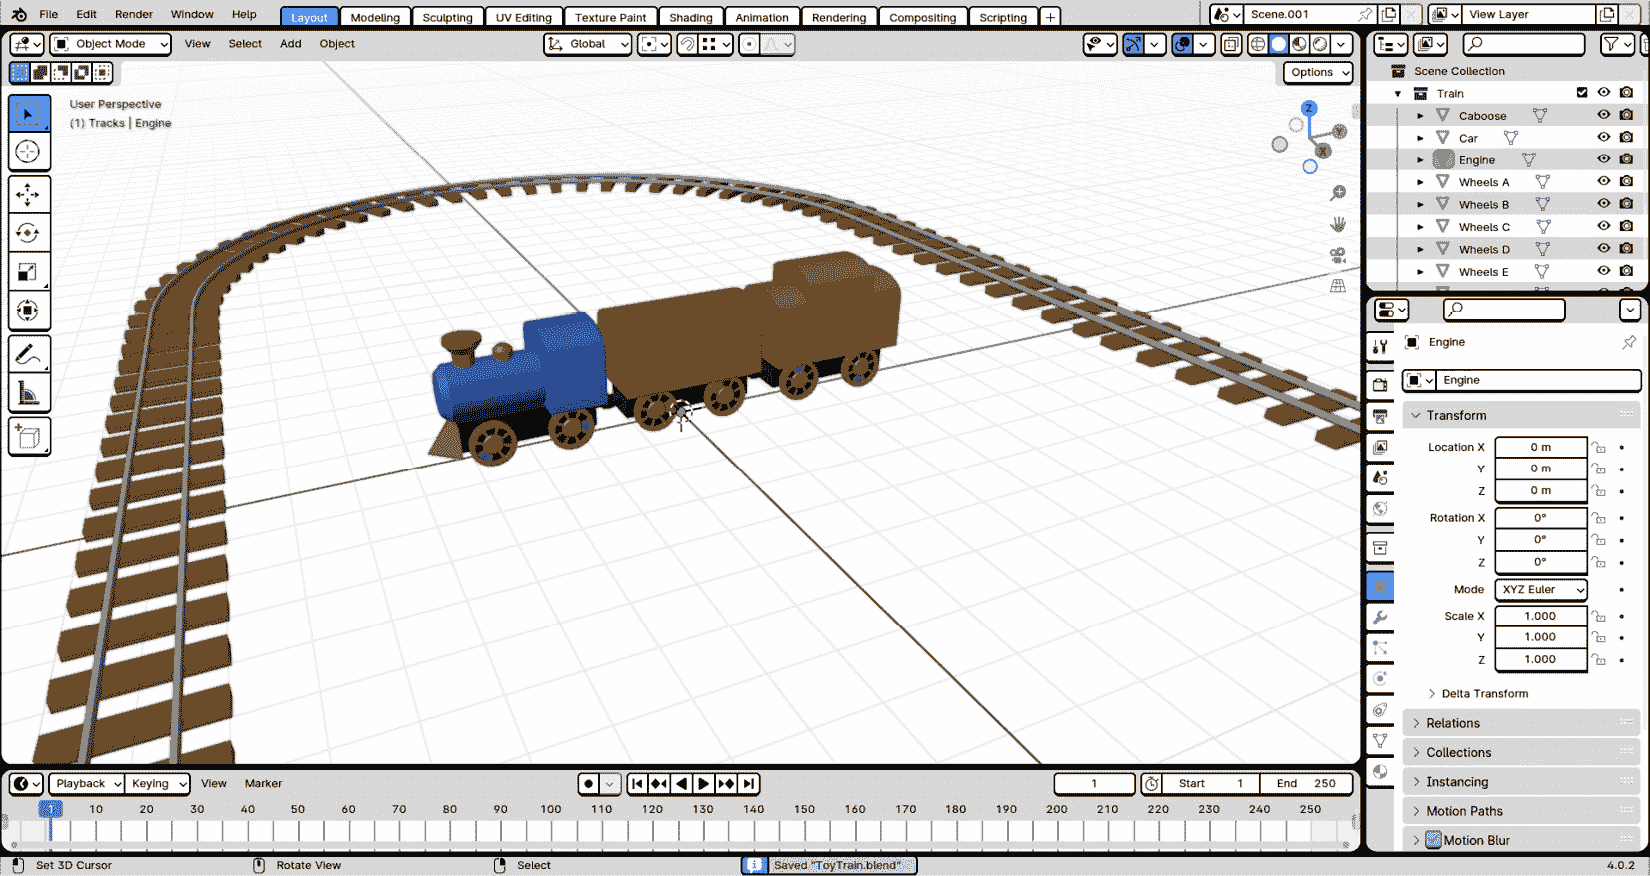 File Edit Render Window Help Layout Modeling Sculpting UV Editing Texture Paint Shading Animation Rendering Compositing Scripting + Scene.001 View Layer
Object Mode View Select Add Object Global
Options
User Perspective
(1) Tracks | Engine
Z
Y
X
Scene Collection
Train
Caboose
Car
Engine
Wheels A
Wheels B
Wheels C
Wheels D
Wheels E
Engine
Engine
Transform
Location X 0 m
Y 0 m
Z 0 m
Rotation X 0°
Y 0°
Z 0°
Mode XYZ Euler
Scale X 1.000
Y 1.000
Z 1.000
Delta Transform
Relations
Collections
Instancing
Motion Paths
Motion Blur
Playback Keying View Marker 1 Start 1 End 250
1 10 20 30 40 50 60 70 80 90 100 110 120 130 140 150 160 170 180 190 200 210 220 230 240 250
Set 3D Cursor Rotate View Select Saved "ToyTrain.blend" 4.0.2